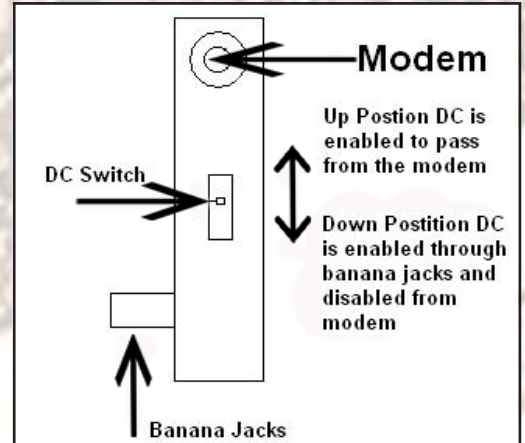 Modem
Up Postion DC is
enabled to pass
from the modem
DC Switch
Down Postition DC
is enabled through
banana jacks and
disabled from
modem
Banana Jacks